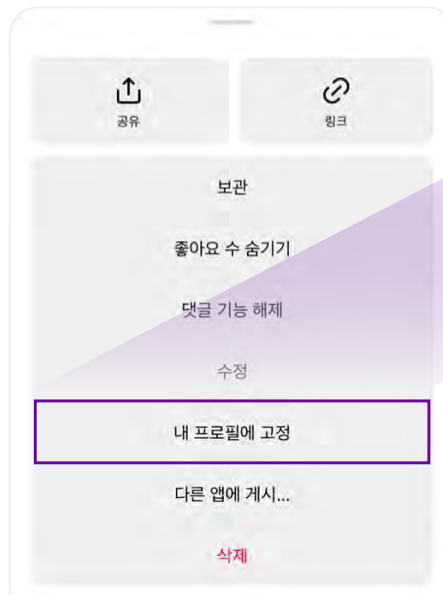 공유
링크
보관
좋아요 수 숨기기
댓글 기능 해제
수정
내 프로필에 고정
다른 앱에 게시...
삭제